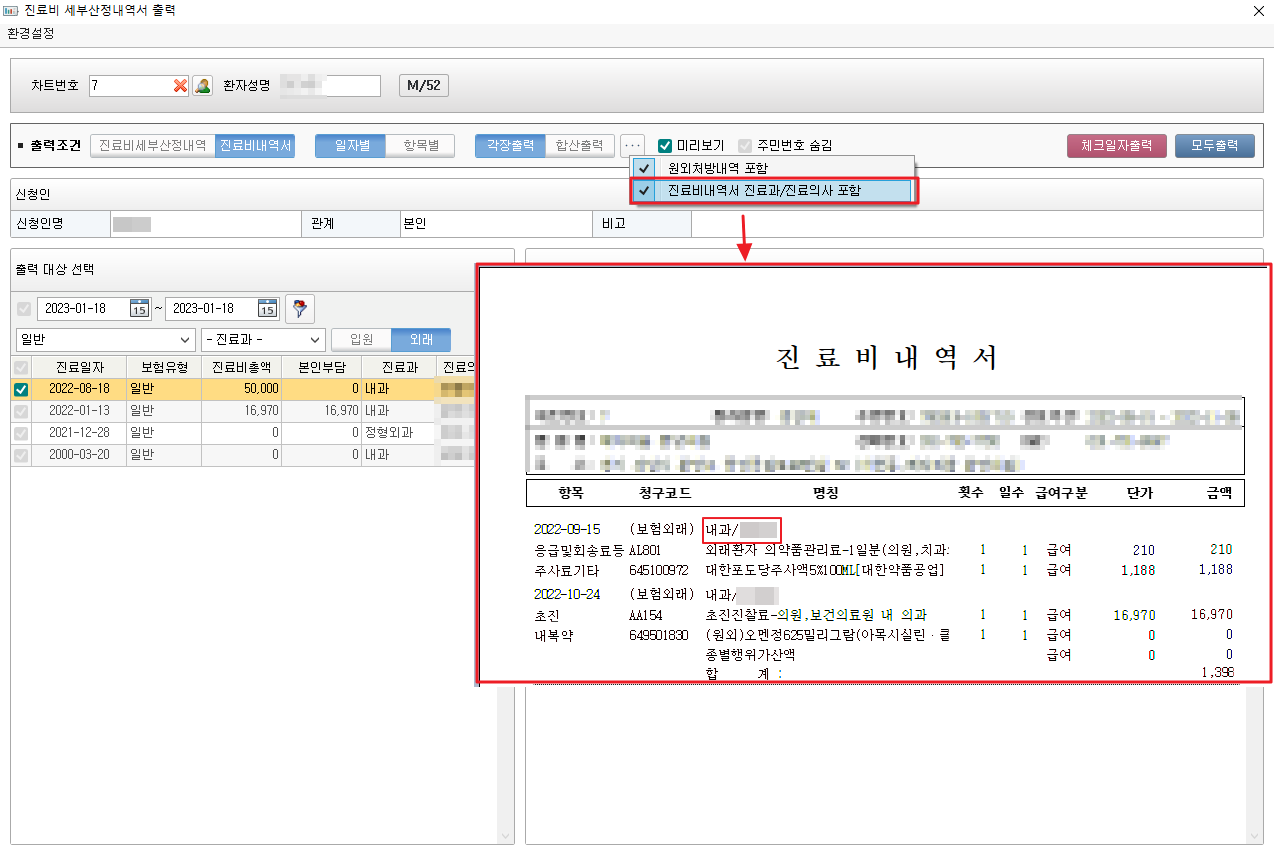 진료비 세부산정내역서 출력
환경설정
차트번호 7 환자성명 M/52
출력조건 진료비세부산정내역 진료비내역서 일자별 항목별 각장출력 합산출력 ... 미리보기 주민번호 숨김 체크일자출력 모두출력
원외처방내역 포함
진료비내역서 진료과/진료의사 포함
신청인
신청인명 관계 본인 비고
출력 대상 선택
2023-01-18 15 ~ 2023-01-18 15
일반 - 진료과 - 입원 외래
진료일자 보험유형 진료비총액 본인부담 진료과 진료의
2022-08-18 일반 50,000 0 내과
2022-01-13 일반 16,970 16,970 내과
2021-12-28 일반 0 0 정형외과
2000-03-20 일반 0 0 내과
진 료 비 내 역 서
항목 청구코드 명칭 횟수 일수 급여구분 단가 금액
2022-09-15 (보험외래) 내과/
응급및회송료등 AL801 외래환자 의약품관리료-1일분(의원,치과: 1 1 급여 210 210
주사료기타 645100972 대한포도당주사액5%100ML[대한약품공업] 1 1 급여 1,188 1,188
2022-10-24 (보험외래) 내과/
초진 AA154 초진진찰료-의원,보건의료원 내 의과 1 1 급여 16,970 16,970
내복약 649501830 (원외)오멘정625밀리그람(아목시실린·클 1 1 급여 0 0
종별행위가산액 급여 0 0
합 계 : 1,398